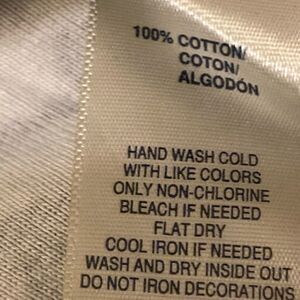 100% COTTON/
COTON/
ALGODÓN
HAND WASH COLD
WITH LIKE COLORS
ONLY NON-CHLORINE
BLEACH IF NEEDED
FLAT DRY
COOL IRON IF NEEDED
WASH AND DRY INSIDE OUT
DO NOT IRON DECORATIONS